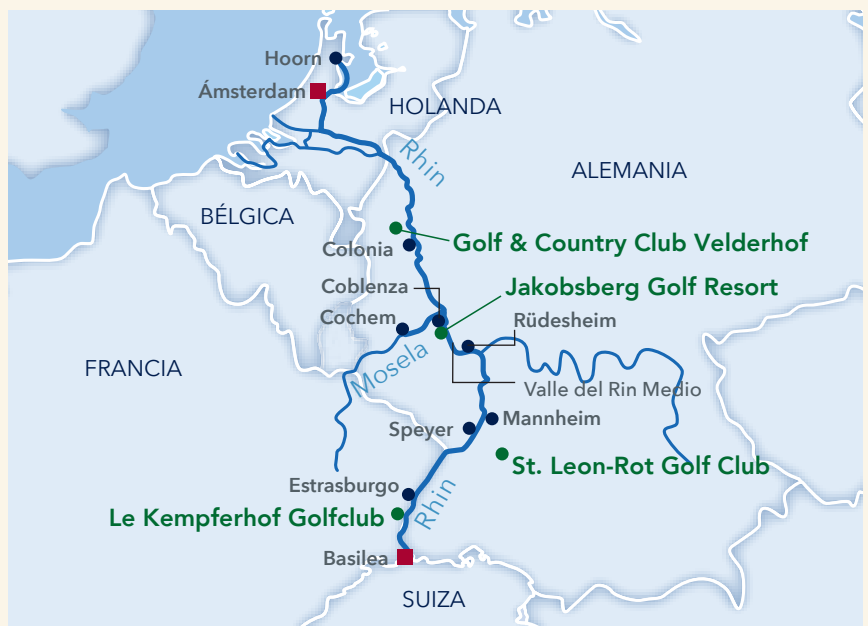 Hoorn
Ámsterdam
HOLANDA
Rhin
ALEMANIA
BÉLGICA
Golf & Country Club Velderhof
Colonia
Coblenza
Jakobsberg Golf Resort
Cochem
Rüdesheim
Mosela
FRANCIA
Valle del Rin Medio
Mannheim
Speyer
St. Leon-Rot Golf Club
Estrasburgo
Rhin
Le Kempferhof Golfclub
Basilea
SUIZA